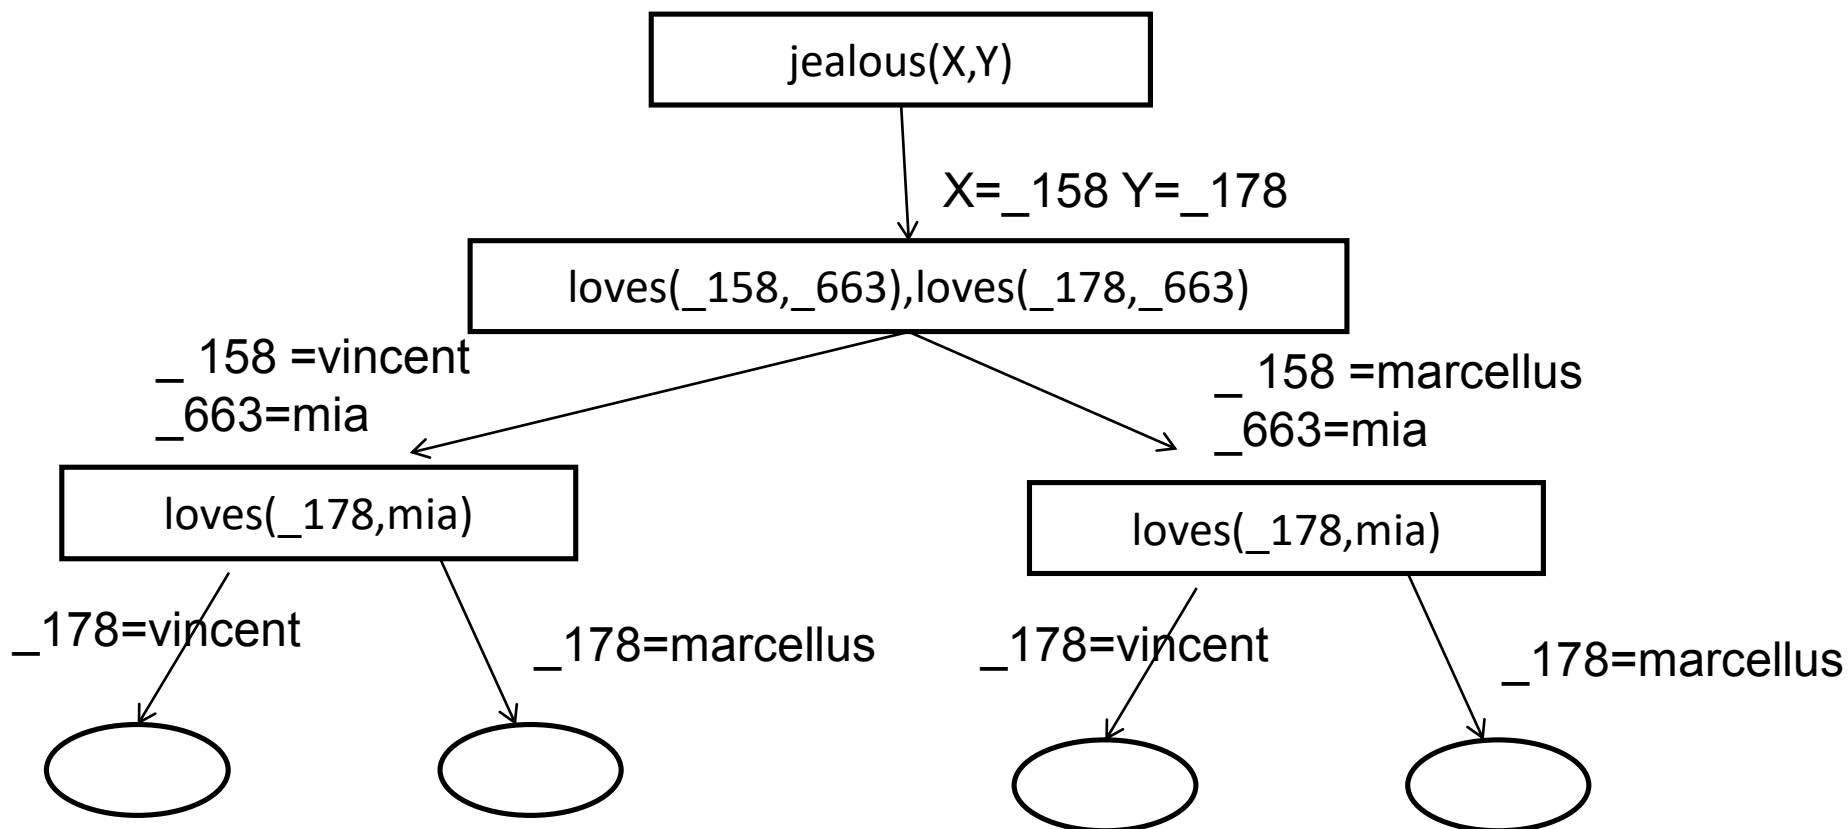 jealous(X,Y)
X=_158 Y=_178
loves(_158,_663),loves(_178,_663)
_ 158 =vincent
_663=mia
_ 158 =marcellus
_663=mia
loves(_178,mia)
loves(_178,mia)
_178=vincent
_178=marcellus
_178=vincent
_178=marcellus